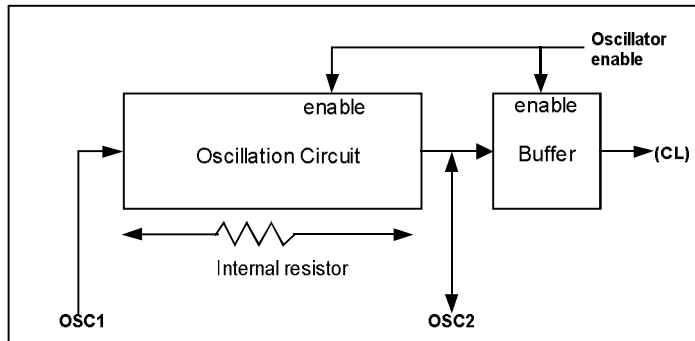 Oscillator
enable
enable
enable
Oscillation Circuit
Buffer
(CL)
Internal resistor
OSC1
OSC2